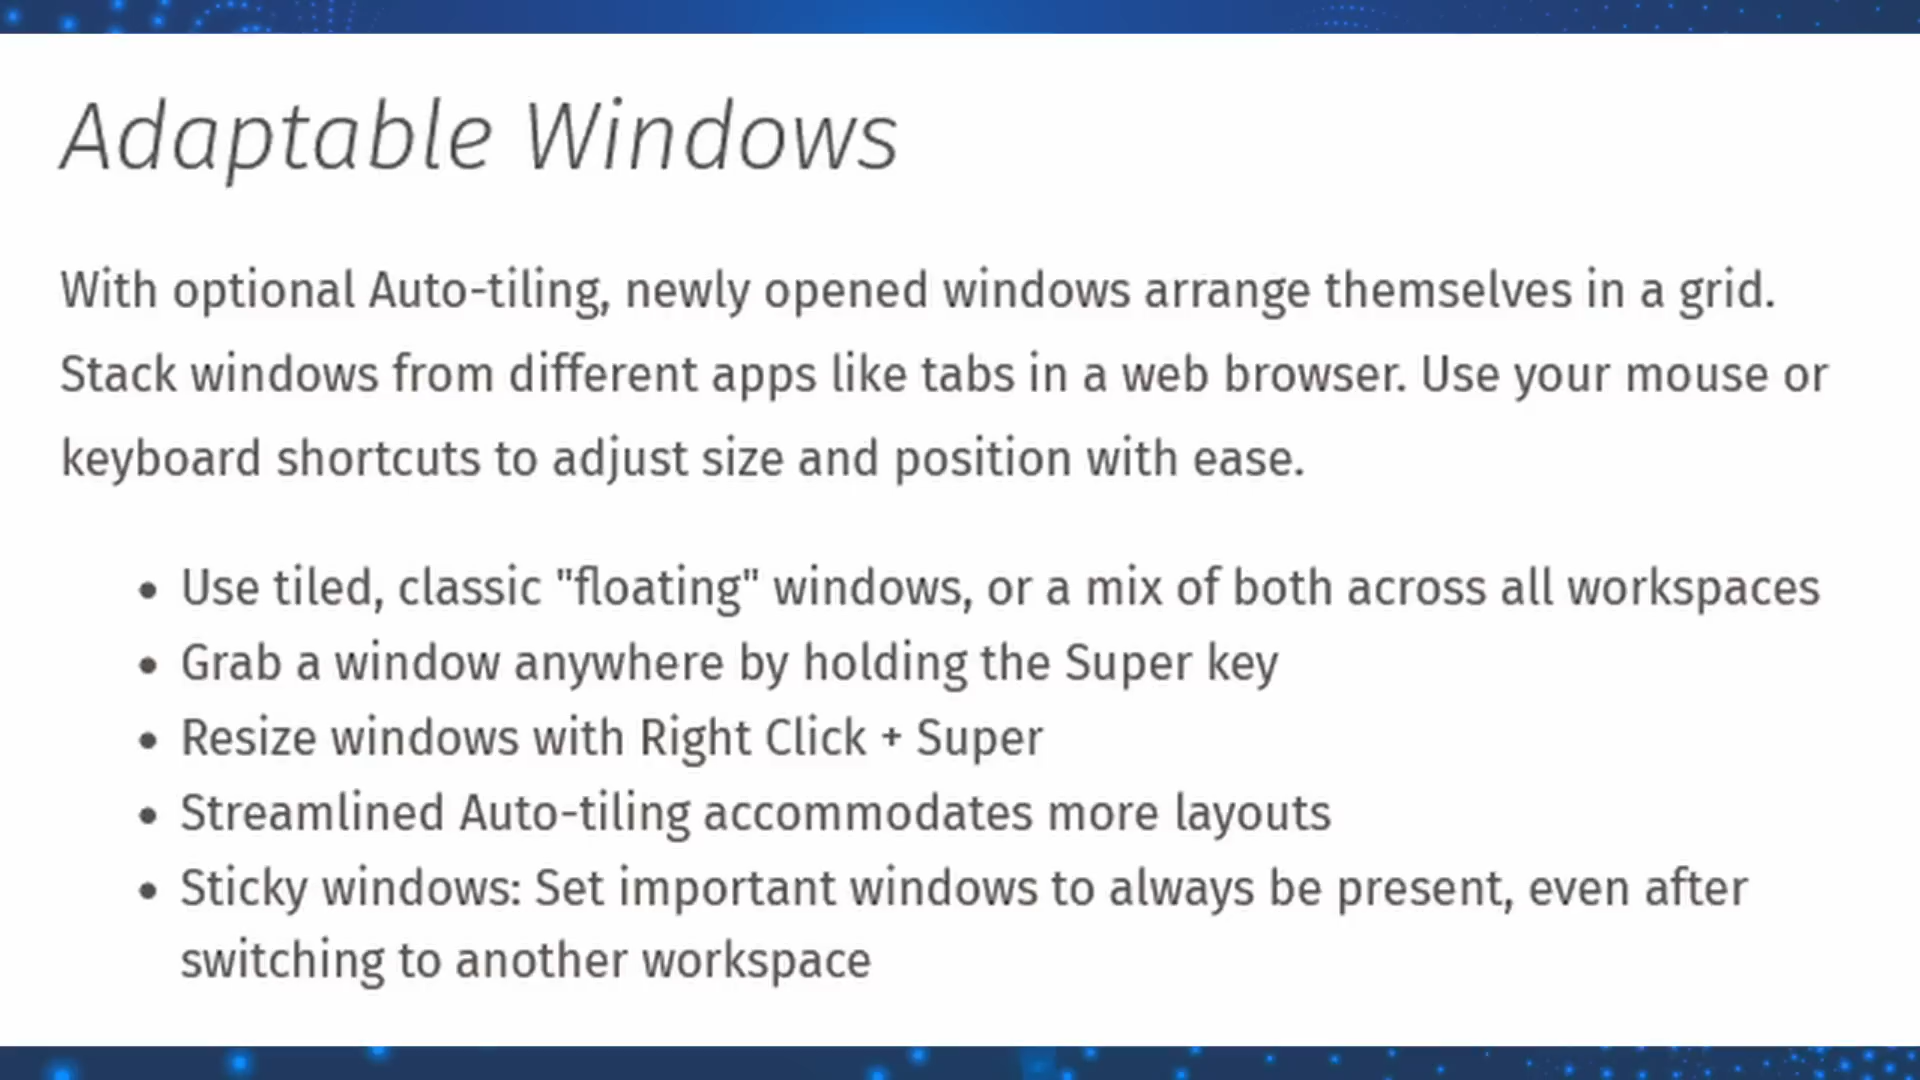 Adaptable Windows
With optional Auto-tiling, newly opened windows arrange themselves in a grid.
Stack windows from different apps like tabs in a web browser. Use your mouse or
keyboard shortcuts to adjust size and position with ease.
• Use tiled, classic "floating" windows, or a mix of both across all workspaces
• Grab a window anywhere by holding the Super key
• Resize windows with Right Click + Super
• Streamlined Auto-tiling accommodates more layouts
• Sticky windows: Set important windows to always be present, even after
switching to another workspace